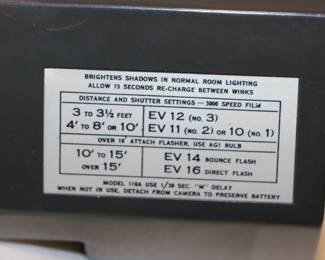 BRIGHTENS SHADOWS IN NORMAL ROOM LIGHTING
ALLOW 15 SECONDS RE-CHARGE BETWEEN WINKS
DISTANCE AND SHUTTER SETTINGS — 3000 SPEED FILM
3 TO 3½ FEET EV 12 (NO. 3)
4' TO 8' OR 10' EV 11 (NO. 2) OR 10 (NO. 1)
OVER 10' ATTACH FLASHER, USE AG1 BULB
10' TO 15' EV 14 BOUNCE FLASH
OVER 15' EV 16 DIRECT FLASH
MODEL 118A USE 1/30 SEC. "M" DELAY
WHEN NOT IN USE, DETACH FROM CAMERA TO PRESERVE BATTERY